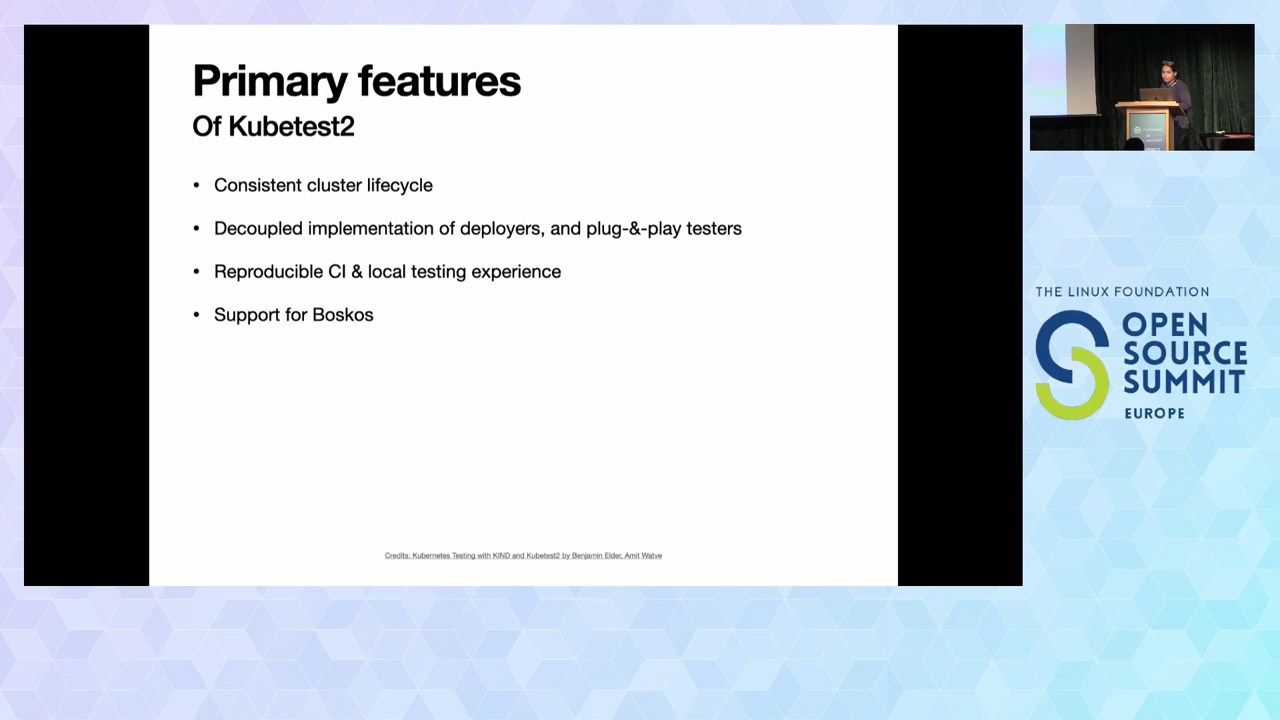 Primary features
Of Kubetest2
• Consistent cluster lifecycle
• Decoupled implementation of deployers, and plug-&-play testers
• Reproducible CI & local testing experience
• Support for Boskos
Credits: Kubernetes Testing with KIND and Kubetest2 by Benjamin Elder, Amit Watve
THE LINUX FOUNDATION
OPEN
SOURCE
SUMMIT
EUROPE